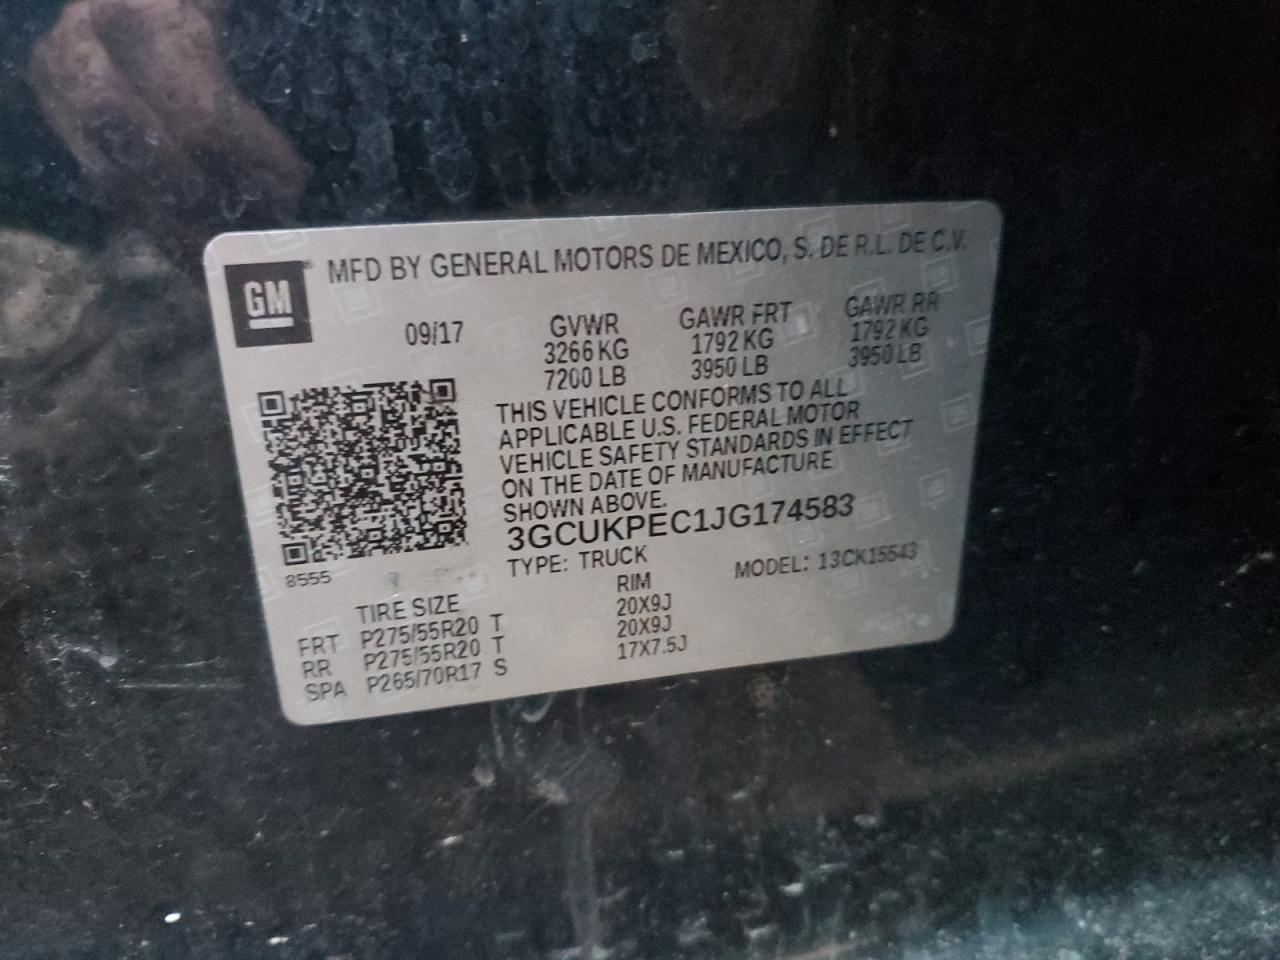 GM
MFD BY GENERAL MOTORS DE MEXICO, S. DE R.L. DE C.V.
09/17 GVWR GAWR FRT GAWR RR
3266 KG 1792 KG 1792 KG
7200 LB 3950 LB 3950 LB
THIS VEHICLE CONFORMS TO ALL
APPLICABLE U.S. FEDERAL MOTOR
VEHICLE SAFETY STANDARDS IN EFFECT
ON THE DATE OF MANUFACTURE
SHOWN ABOVE.
3GCUKPEC1JG174583
TYPE: TRUCK MODEL: 13CK15543
8555
TIRE SIZE RIM
FRT P275/55R20 T 20X9J
RR P275/55R20 T 20X9J
SPA P265/70R17 S 17X7.5J